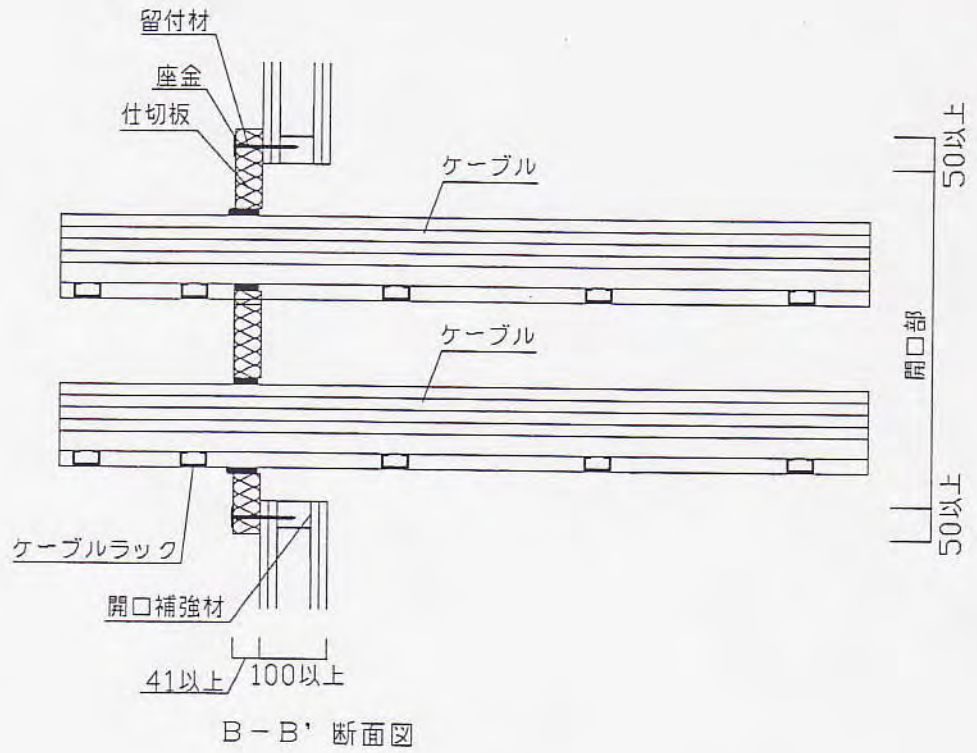 留付材
座金
仕切板
ケーブル
50以上
開口部
ケーブル
50以上
ケーブルラック
開口補強材
41以上
100以上
B-B' 断面図